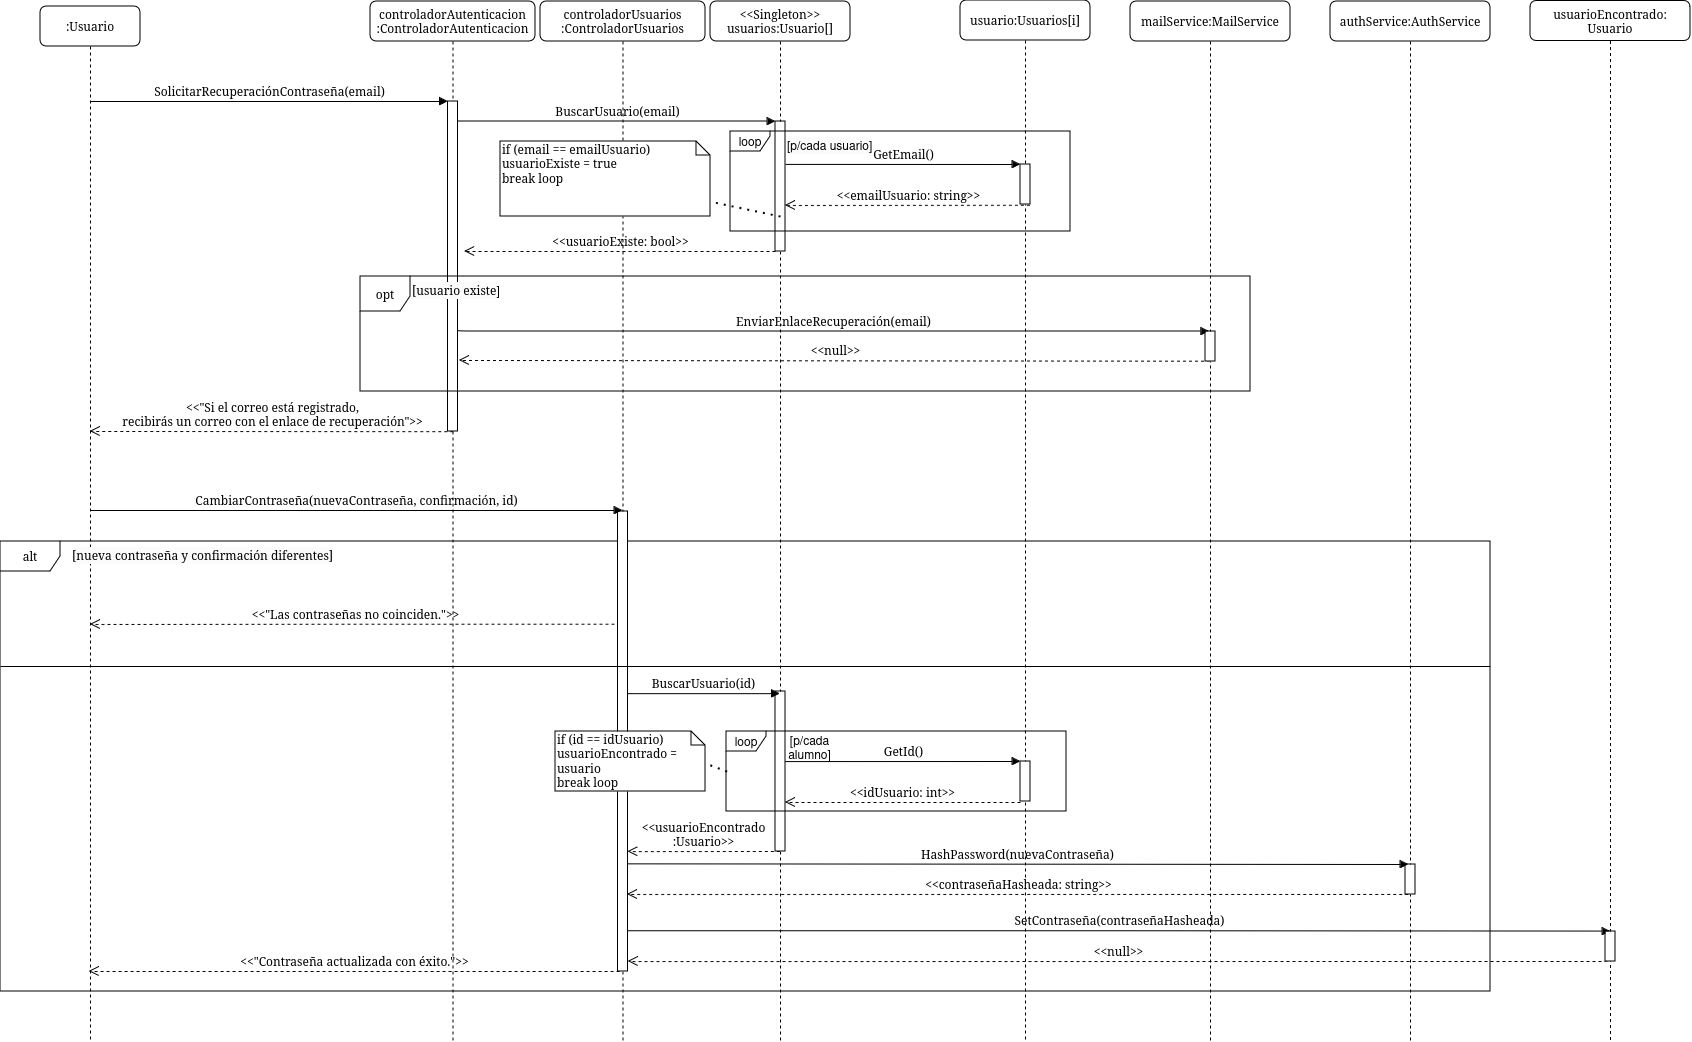 :Usuario
controladorAutenticacion
:ControladorAutenticacion
controladorUsuarios
:ControladorUsuarios
<<Singleton>>
usuarios:Usuario[]
usuario:Usuarios[i]
mailService:MailService
authService:AuthService
usuarioEncontrado:
Usuario
SolicitarRecuperaciónContraseña(email)
BuscarUsuario(email)
loop
[p/cada usuario]
GetEmail()
if (email == emailUsuario)
usuarioExiste = true
break loop
<<emailUsuario: string>>
<<usuarioExiste: bool>>
opt
[usuario existe]
EnviarEnlaceRecuperación(email)
<<null>>
<<"Si el correo está registrado,
recibirás un correo con el enlace de recuperación">>
CambiarContraseña(nuevaContraseña, confirmación, id)
alt
[nueva contraseña y confirmación diferentes]
<<"Las contraseñas no coinciden.">>
BuscarUsuario(id)
if (id == idUsuario)
usuarioEncontrado =
usuario
break loop
loop
[p/cada
alumno]
GetId()
<<idUsuario: int>>
<<usuarioEncontrado
:Usuario>>
HashPassword(nuevaContraseña)
<<contraseñaHasheada: string>>
SetContraseña(contraseñaHasheada)
<<null>>
<<"Contraseña actualizada con éxito.">>